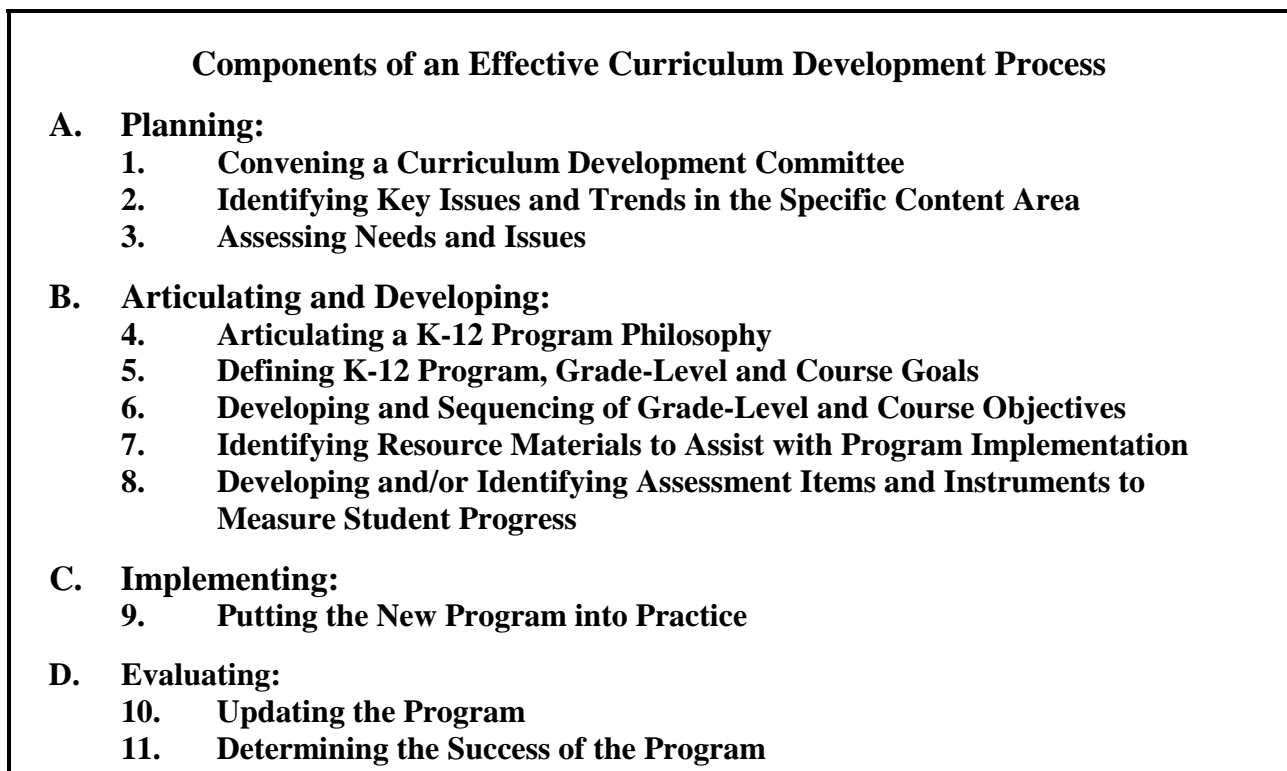 Components of an Effective Curriculum Development Process
A. Planning:
1. Convening a Curriculum Development Committee
2. Identifying Key Issues and Trends in the Specific Content Area
3. Assessing Needs and Issues
B. Articulating and Developing:
4. Articulating a K-12 Program Philosophy
5. Defining K-12 Program, Grade-Level and Course Goals
6. Developing and Sequencing of Grade-Level and Course Objectives
7. Identifying Resource Materials to Assist with Program Implementation
8. Developing and/or Identifying Assessment Items and Instruments to
Measure Student Progress
C. Implementing:
9. Putting the New Program into Practice
D. Evaluating:
10. Updating the Program
11. Determining the Success of the Program